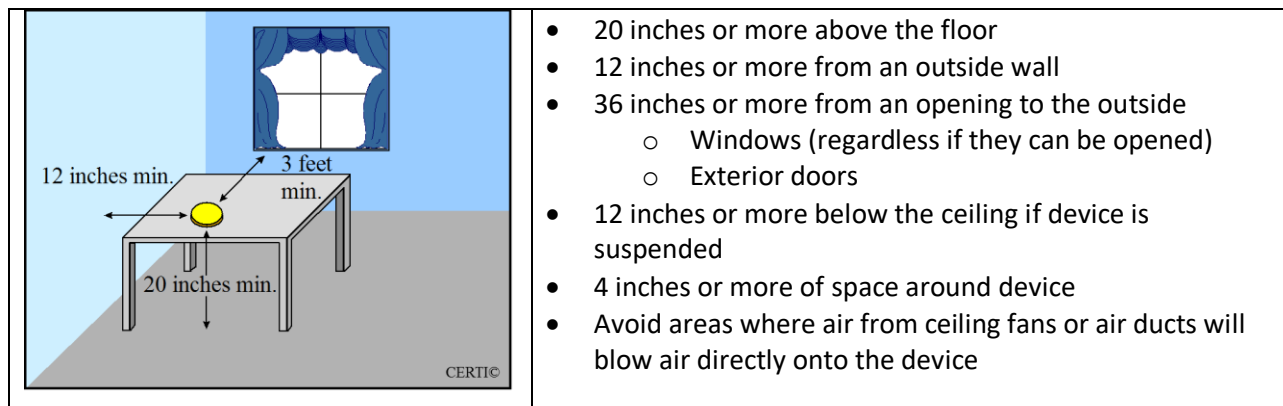 12 inches min.
3 feet
min.
20 inches min.
CERTI©
• 20 inches or more above the floor
• 12 inches or more from an outside wall
• 36 inches or more from an opening to the outside
o Windows (regardless if they can be opened)
o Exterior doors
• 12 inches or more below the ceiling if device is
suspended
• 4 inches or more of space around device
• Avoid areas where air from ceiling fans or air ducts will
blow air directly onto the device